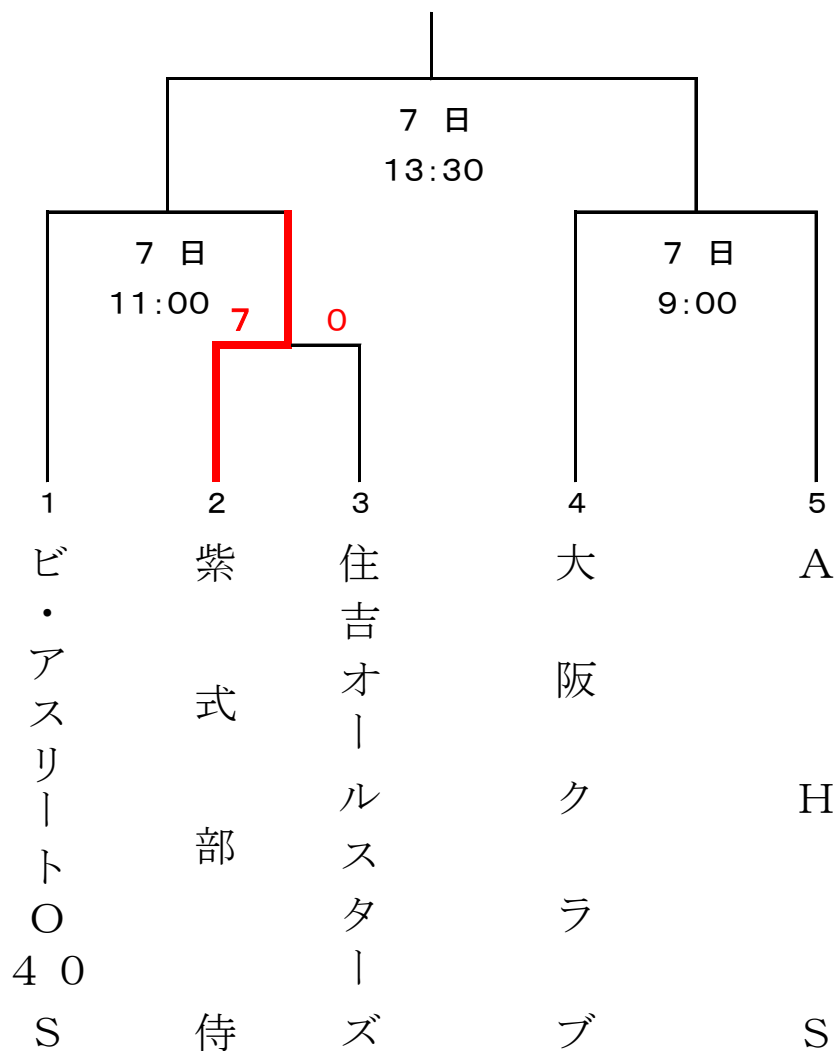 ７ 日
13:30
７ 日
11:00
７ 日
9:00
7
0
1
2
3
4
5
ビ・アスリートＯ４０Ｓ
紫式部侍
住吉オールスターズ
大阪クラブ
ＡＨＳ